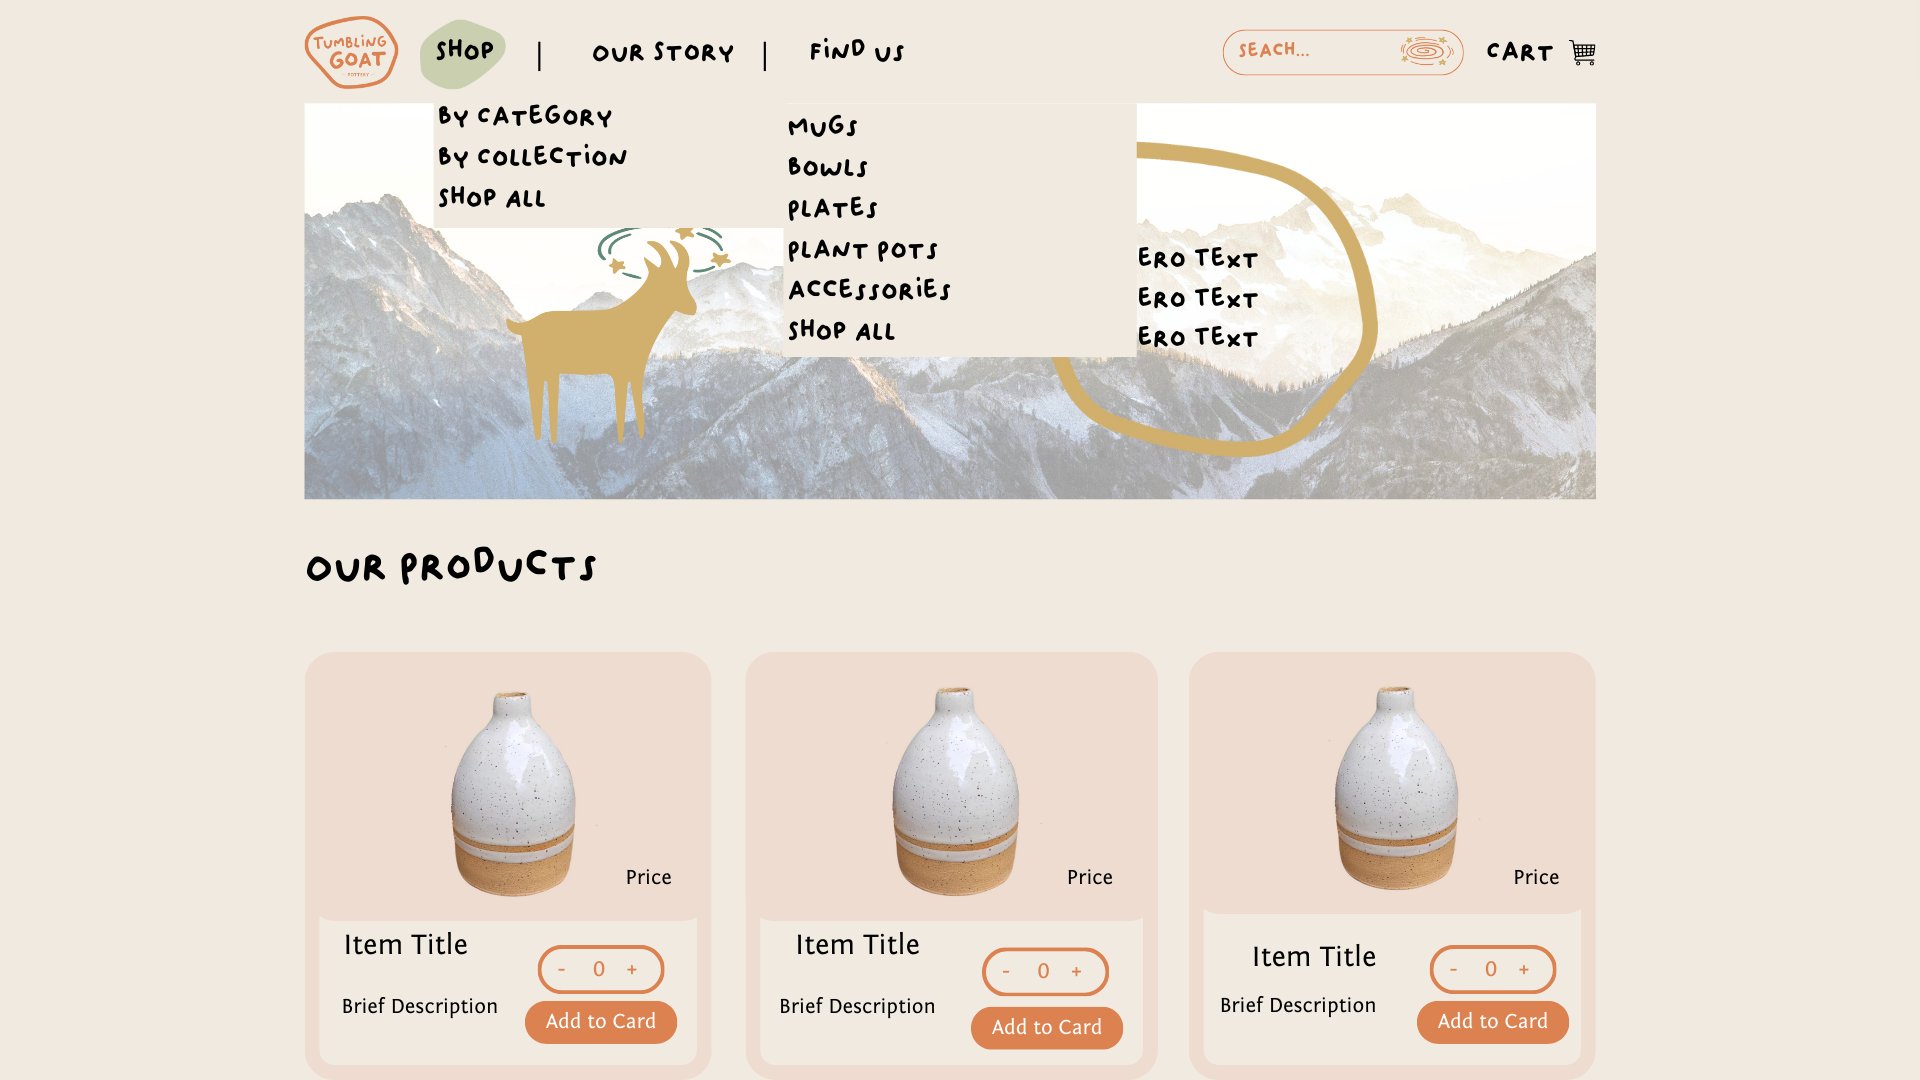 TUMBLING
GOAT
POTTERY
SHOP | OUR STORY | FIND US
SEACH...
CART
BY CATEGORY
BY COLLECTION
SHOP ALL
MUGS
BOWLS
PLATES
PLANT POTS
ACCESSORIES
SHOP ALL
ERO TEXT
ERO TEXT
ERO TEXT
OUR PRODUCTS
Price
Item Title
- 0 +
Brief Description
Add to Card
Price
Item Title
- 0 +
Brief Description
Add to Card
Price
Item Title
- 0 +
Brief Description
Add to Card